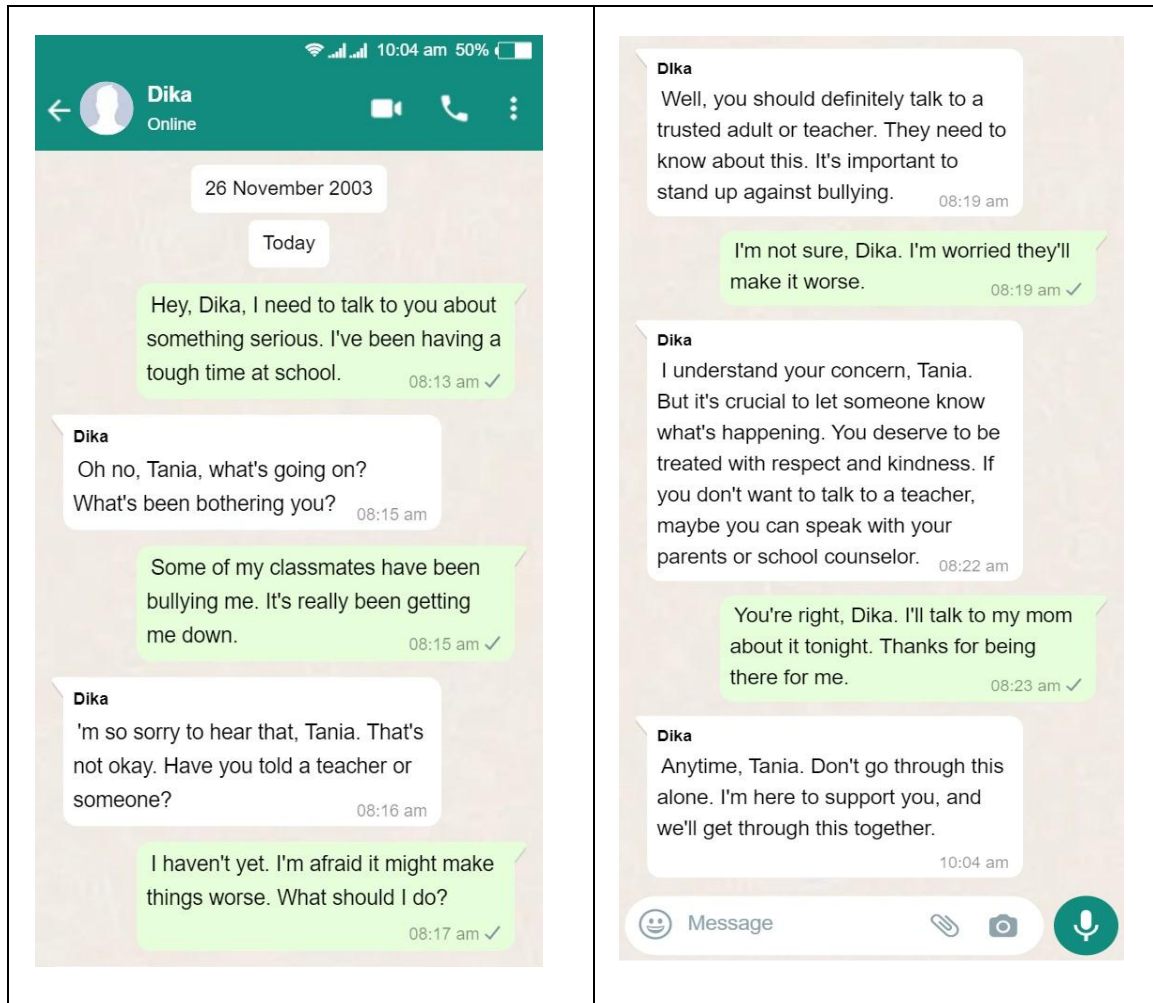 10:04 am 50%
Dika
Online
26 November 2003
Today
Hey, Dika, I need to talk to you about
something serious. I've been having a
tough time at school.
08:13 am
Dika
Oh no, Tania, what's going on?
What's been bothering you?
08:15 am
Some of my classmates have been
bullying me. It's really been getting
me down.
08:15 am
Dika
'm so sorry to hear that, Tania. That's
not okay. Have you told a teacher or
someone?
08:16 am
I haven't yet. I'm afraid it might make
things worse. What should I do?
08:17 am
Dika
Well, you should definitely talk to a
trusted adult or teacher. They need to
know about this. It's important to
stand up against bullying.
08:19 am
I'm not sure, Dika. I'm worried they'll
make it worse.
08:19 am
Dika
I understand your concern, Tania.
But it's crucial to let someone know
what's happening. You deserve to be
treated with respect and kindness. If
you don't want to talk to a teacher,
maybe you can speak with your
parents or school counselor.
08:22 am
You're right, Dika. I'll talk to my mom
about it tonight. Thanks for being
there for me.
08:23 am
Dika
Anytime, Tania. Don't go through this
alone. I'm here to support you, and
we'll get through this together.
10:04 am
Message